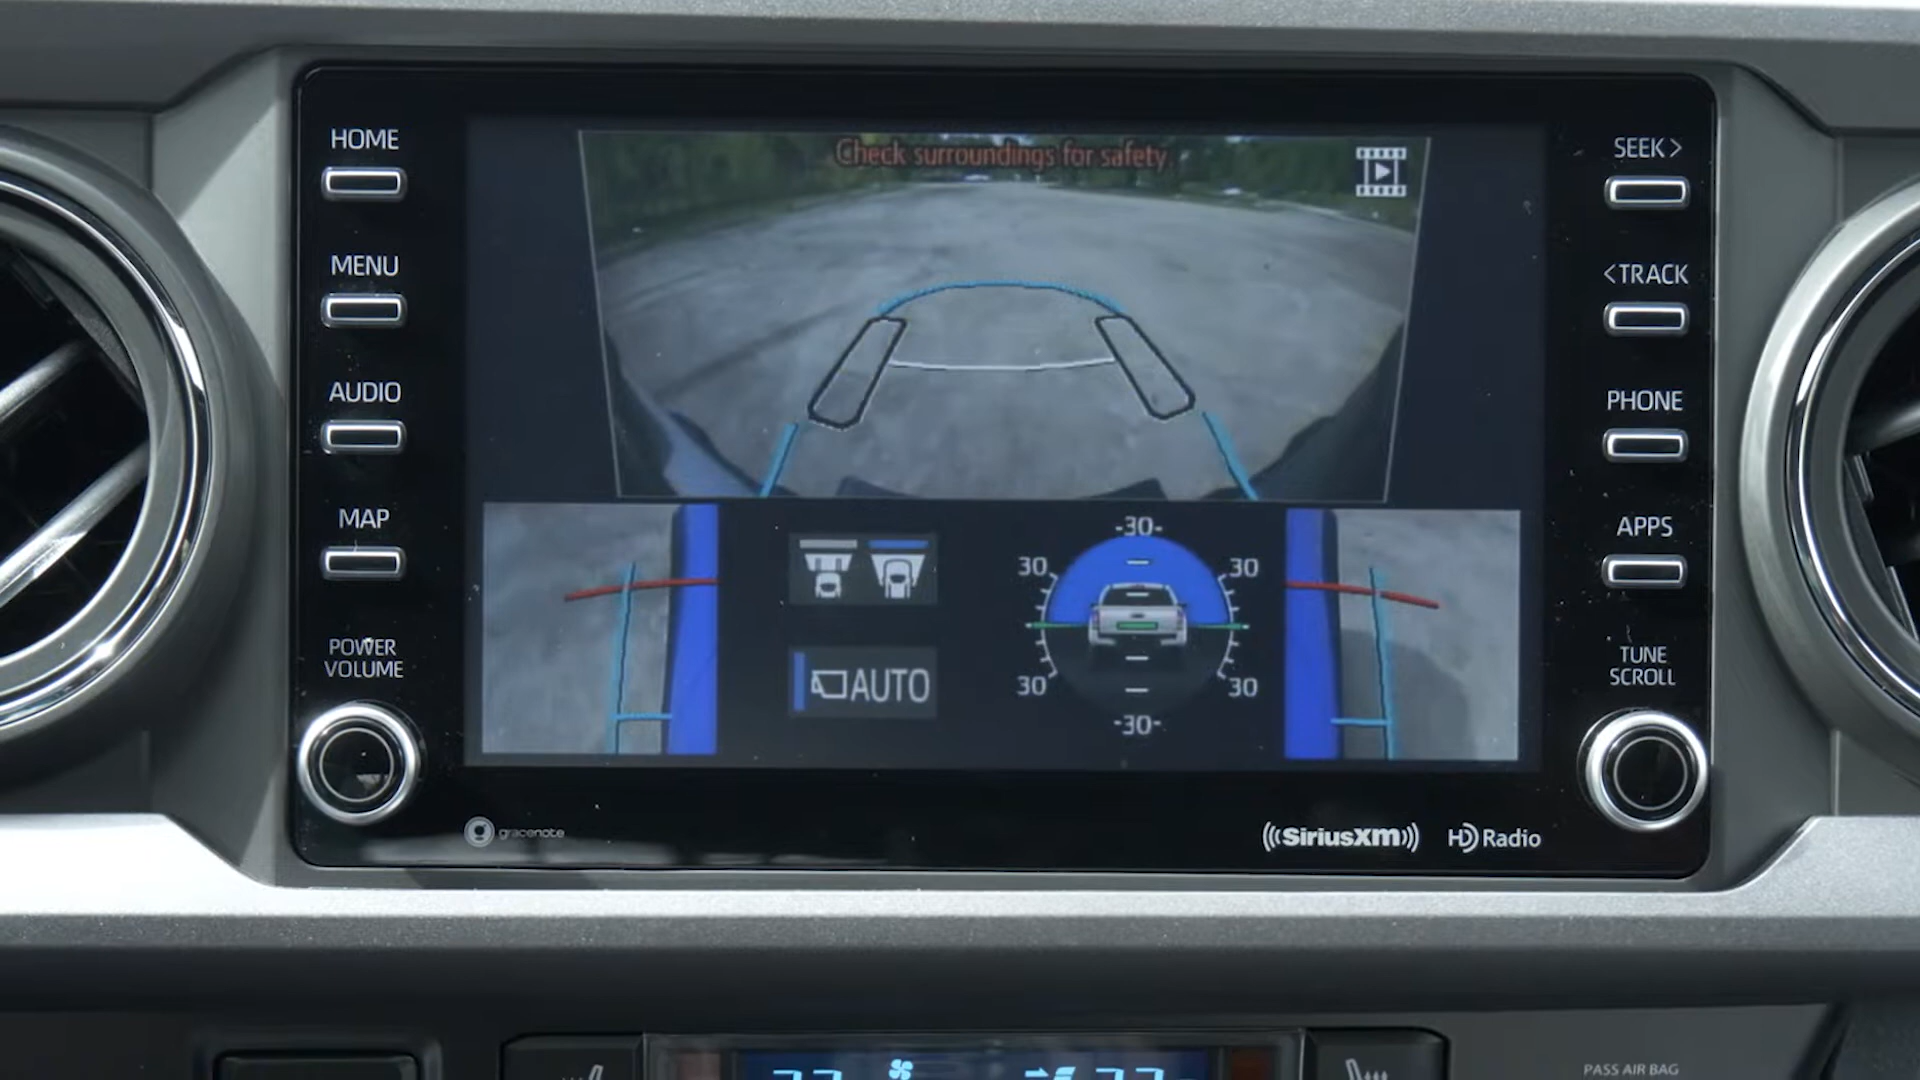 HOME
MENU
AUDIO
MAP
POWER
VOLUME
Check surroundings for safety.
AUTO
-30-
30 30
30 30
-30-
SEEK>
<TRACK
PHONE
APPS
TUNE
SCROLL
gracenote
((SiriusXM))
HD Radio
PASS AIR BAG